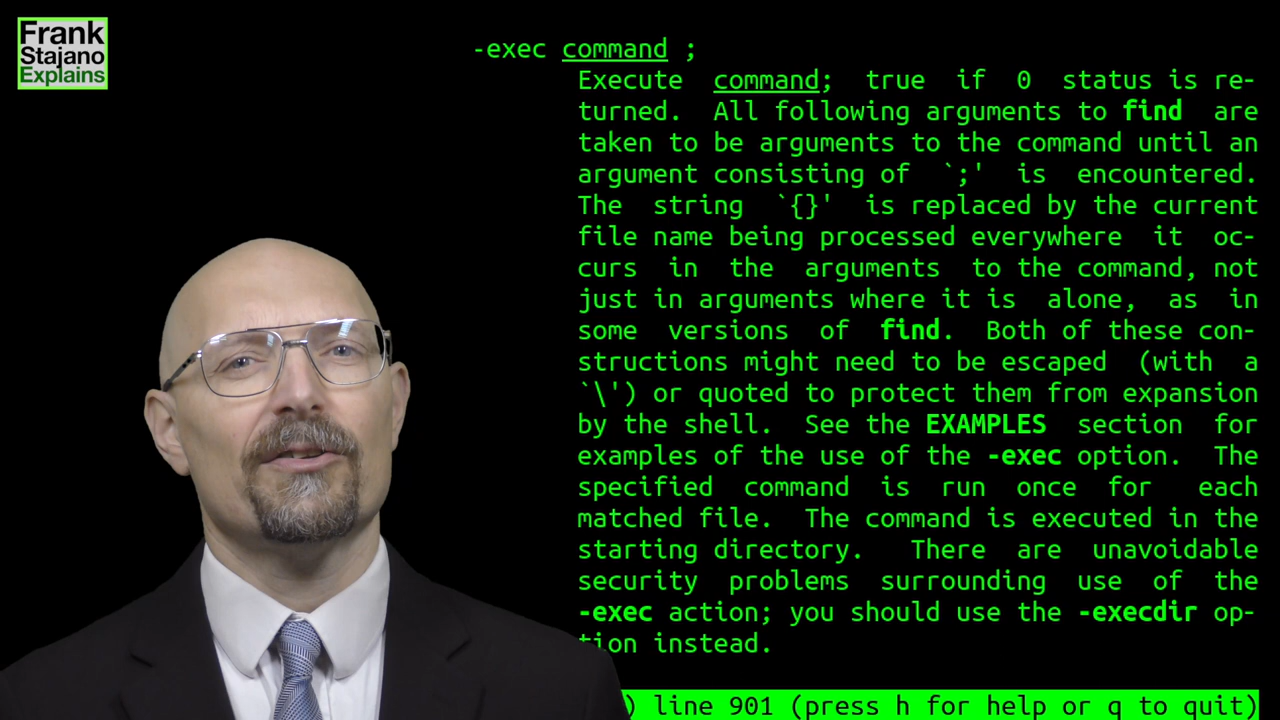 Frank
Stajano
Explains
-exec command ;
Execute command; true if 0 status is re-
turned. All following arguments to find are
taken to be arguments to the command until an
argument consisting of `;' is encountered.
The string `{}' is replaced by the current
file name being processed everywhere it oc-
curs in the arguments to the command, not
just in arguments where it is alone, as in
some versions of find. Both of these con-
structions might need to be escaped (with a
`\') or quoted to protect them from expansion
by the shell. See the EXAMPLES section for
examples of the use of the -exec option. The
specified command is run once for each
matched file. The command is executed in the
starting directory. There are unavoidable
security problems surrounding use of the
-exec action; you should use the -execdir op-
tion instead.
) line 901 (press h for help or q to quit)